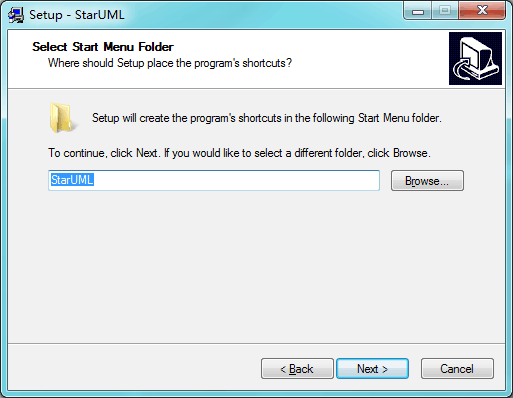 Setup - StarUML
Select Start Menu Folder
Where should Setup place the program's shortcuts?
Setup will create the program's shortcuts in the following Start Menu folder.
To continue, click Next. If you would like to select a different folder, click Browse.
StarUML
Browse...
< Back
Next >
Cancel